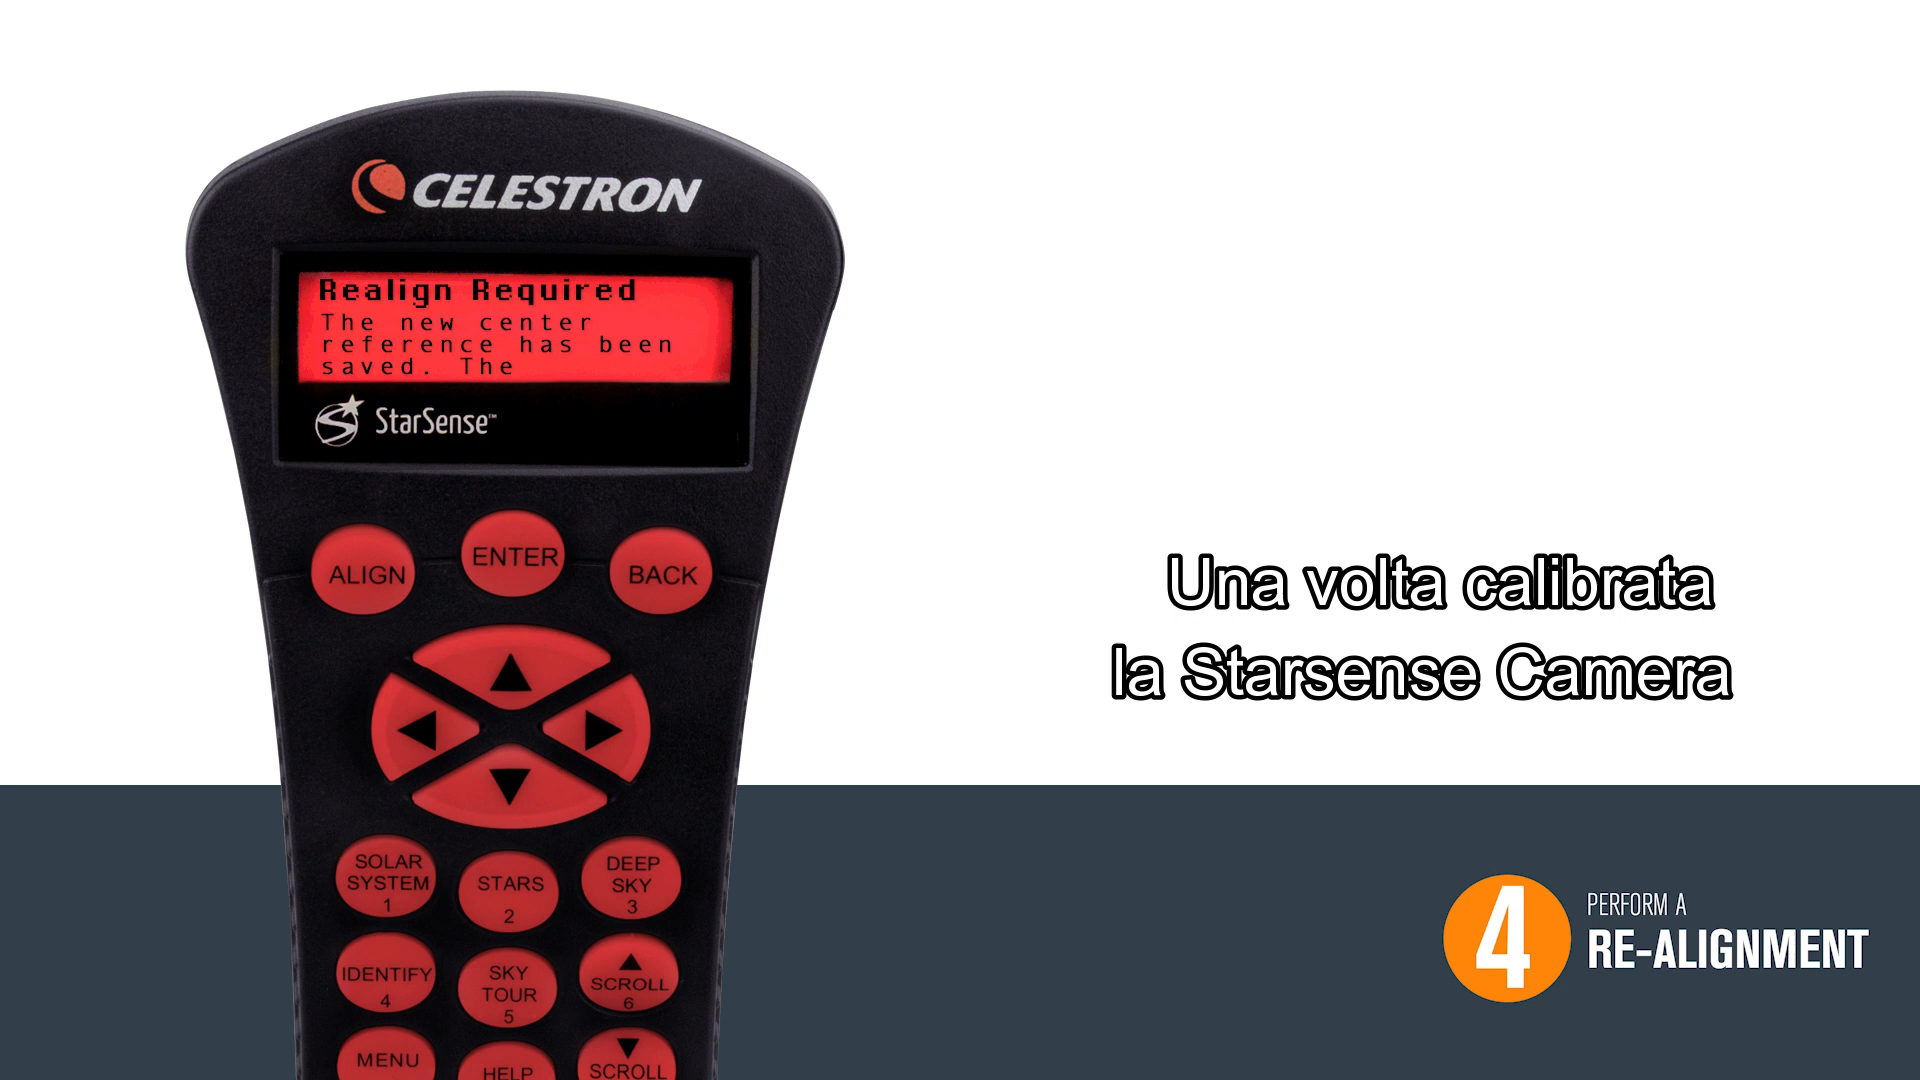 CELESTRON
Realign Required
The new center
reference has been
saved. The
StarSense™
ALIGN
ENTER
BACK
SOLAR
SYSTEM
1
STARS
2
DEEP
SKY
3
IDENTIFY
4
SKY
TOUR
5
SCROLL
6
MENU
HELP
SCROLL
Una volta calibrata
la Starsense Camera
4
PERFORM A
RE-ALIGNMENT